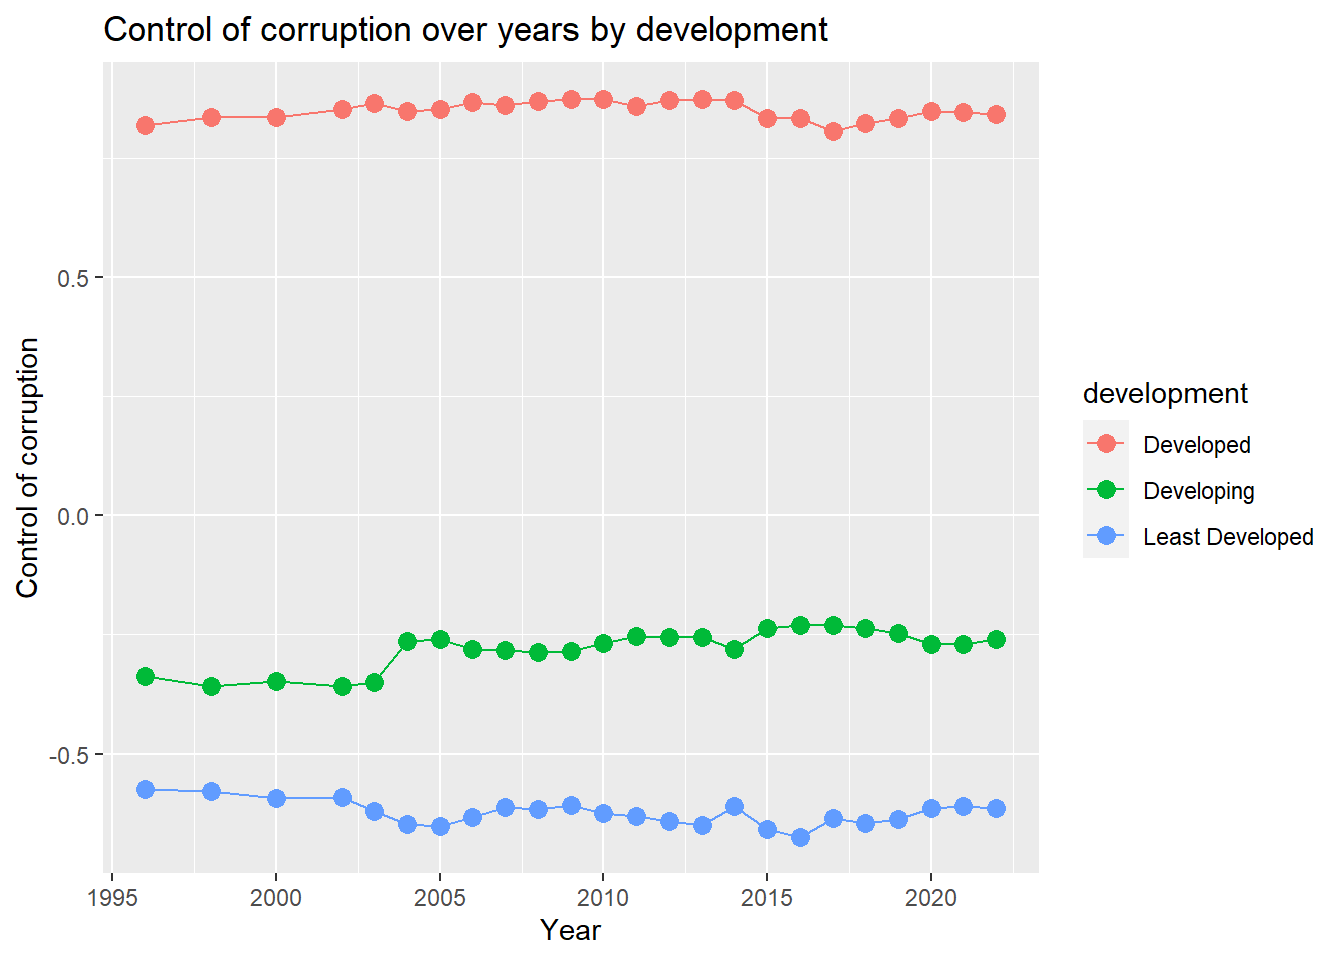 Control of corruption over years by development
Control of corruption
0.5
0.0
-0.5
1995 2000 2005 2010 2015 2020
Year
development
Developed
Developing
Least Developed